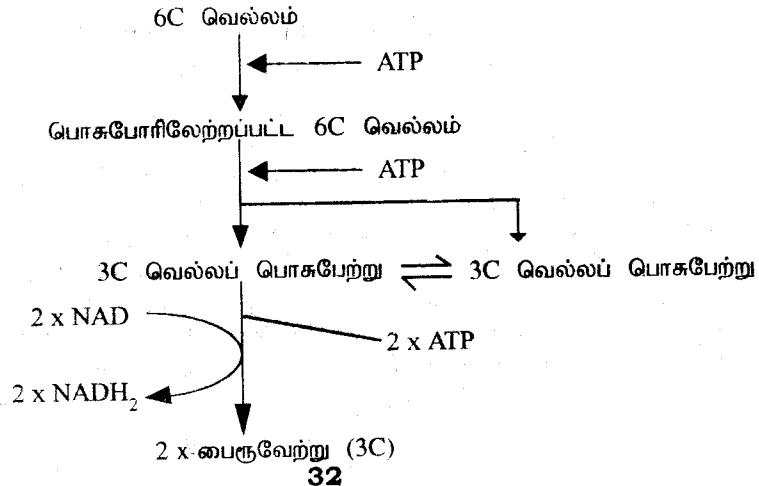 6C வெல்லம்
ATP
பொசுபோரிலேற்றப்பட்ட 6C வெல்லம்
ATP
3C வெல்லப் பொசுபேற்று ⇌ 3C வெல்லப் பொசுபேற்று
2 x NAD
2 x ATP
2 x NADH₂
2 x பைரூவேற்று (3C)
32